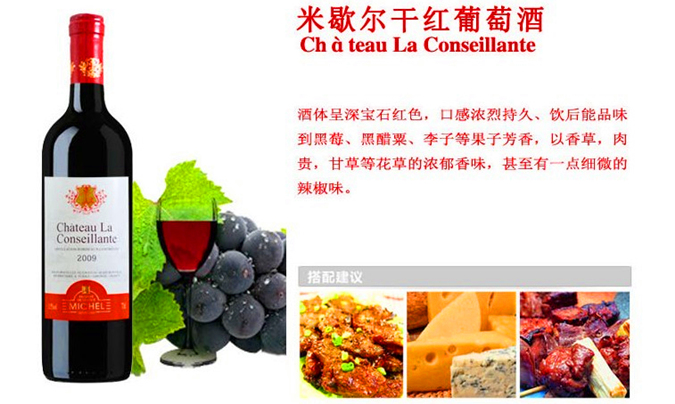 米歇尔干红葡萄酒
Ch à teau La Conseillante
酒体呈深宝石红色，口感浓烈持久、饮后能品味
到黑莓、黑醋粟、李子等果子芳香，以香草，肉
贵，甘草等花草的浓郁香味，甚至有一点细微的
辣椒味。
搭配建议
Château La
Conseillante
2009
MICHEL